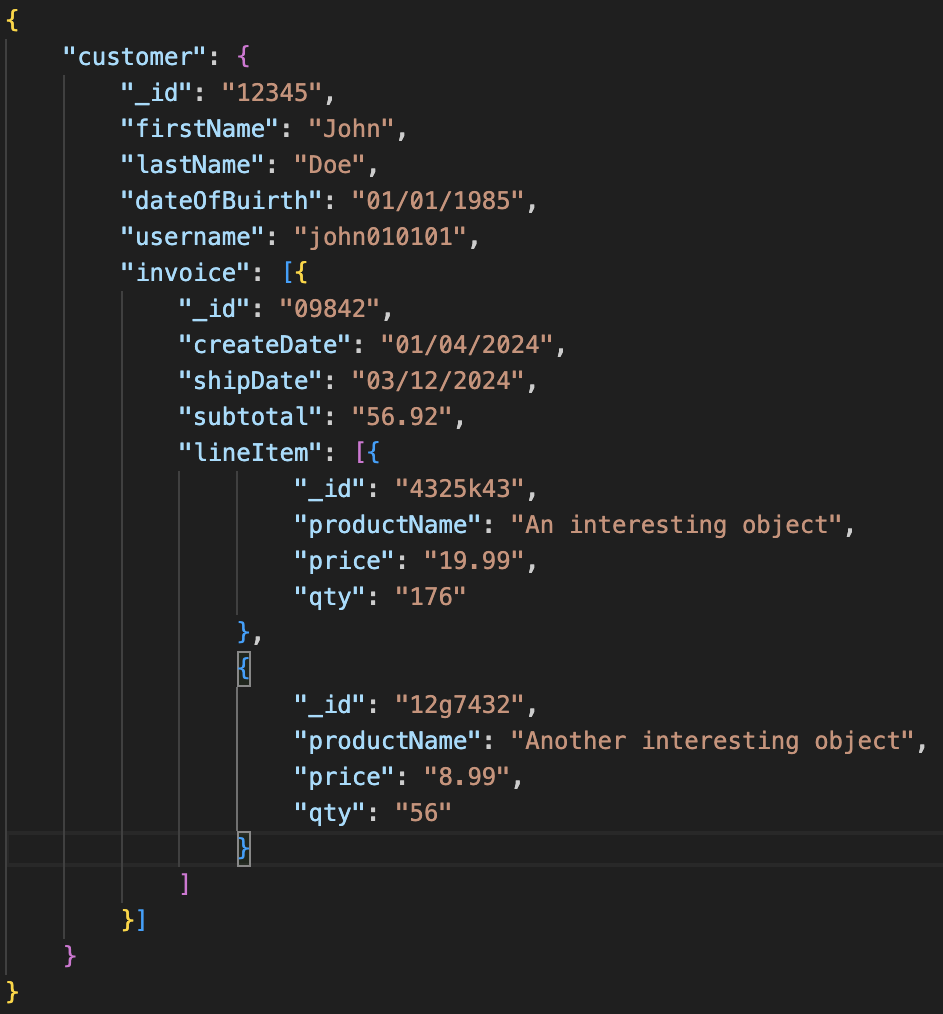 {
    "customer": {
        "_id": "12345",
        "firstName": "John",
        "lastName": "Doe",
        "dateOfBuirth": "01/01/1985",
        "username": "john010101",
        "invoice": [{
            "_id": "09842",
            "createDate": "01/04/2024",
            "shipDate": "03/12/2024",
            "subtotal": "56.92",
            "lineItem": [{
                    "_id": "4325k43",
                    "productName": "An interesting object",
                    "price": "19.99",
                    "qty": "176"
                },
                {
                    "_id": "12g7432",
                    "productName": "Another interesting object",
                    "price": "8.99",
                    "qty": "56"
                }
            ]
        }]
    }
}